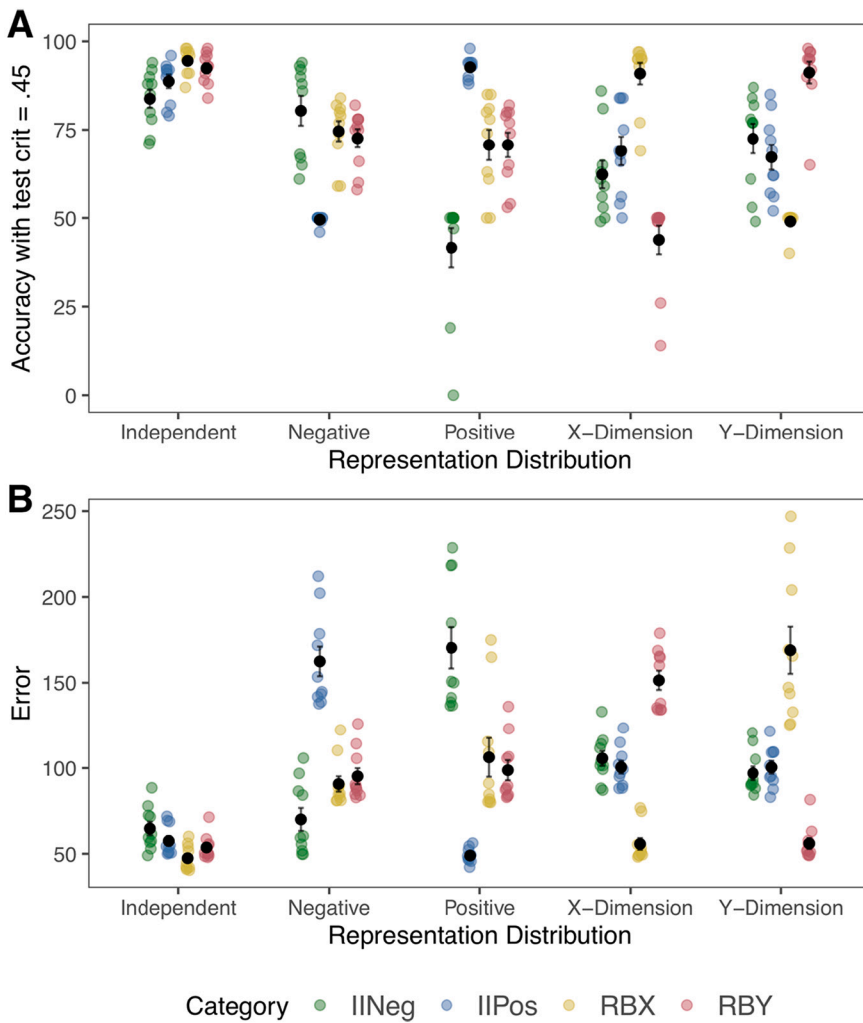 A
Accuracy with test crit = .45
100
75
50
25
0
Independent Negative Positive X−Dimension Y−Dimension
Representation Distribution
B
Error
250
200
150
100
50
Independent Negative Positive X−Dimension Y−Dimension
Representation Distribution
Category IINeg IIPos RBX RBY